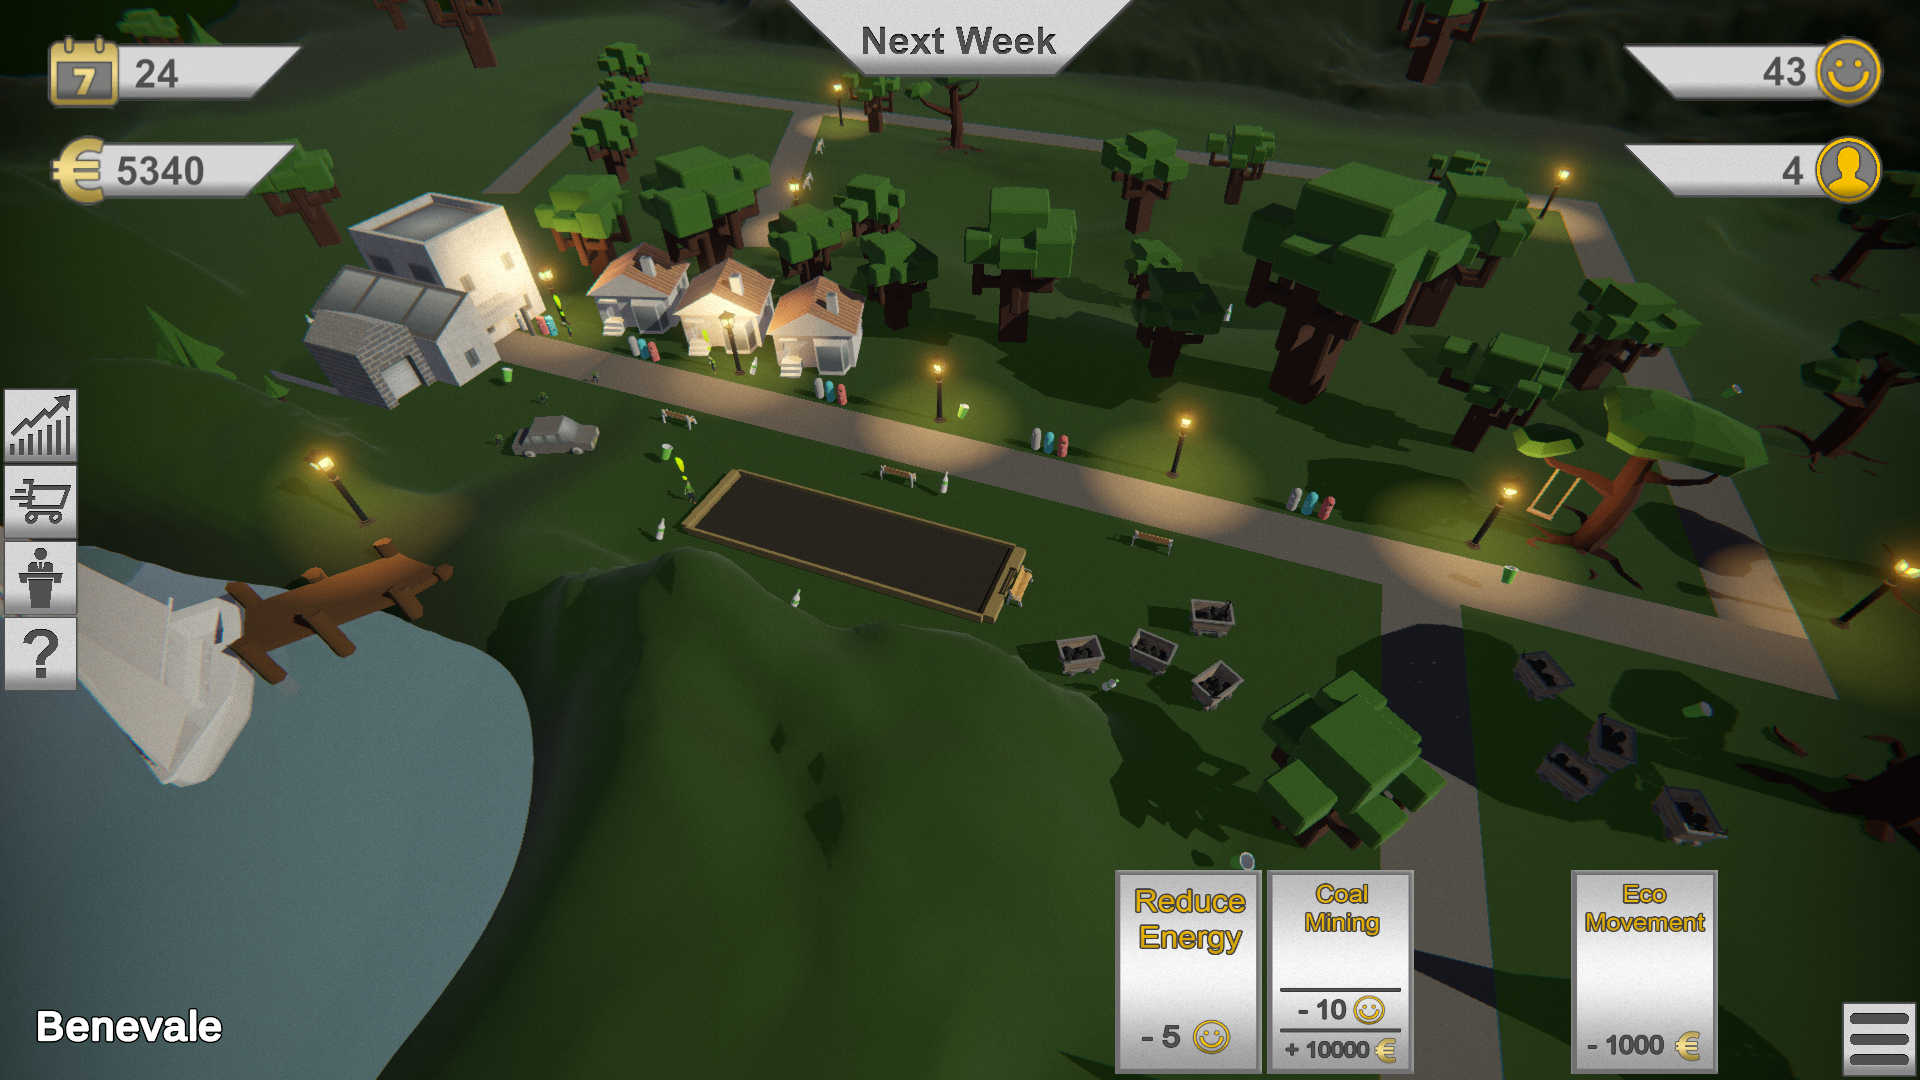 Next Week
7
24
43
€ 5340
4
?
Reduce
Energy
- 5
Coal
Mining
- 10
+ 10000 €
Eco
Movement
- 1000 €
Benevale